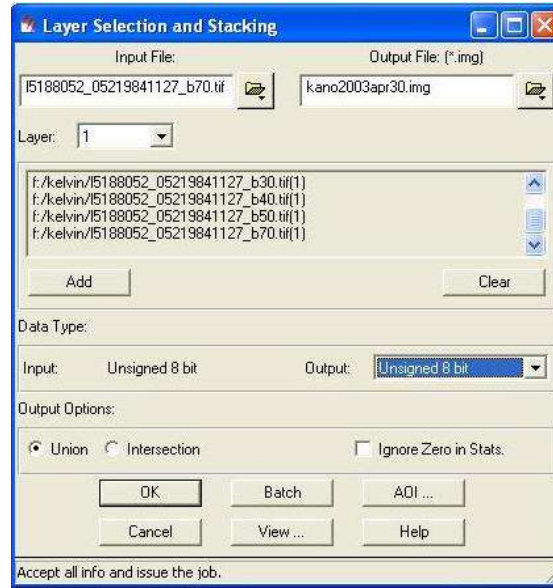 Layer Selection and Stacking
Input File: Output File: (*.img)
l5188052_05219841127_b70.tif kano2003apr30.img
Layer: 1
f:/kelvin/l5188052_05219841127_b30.tif(1)
f:/kelvin/l5188052_05219841127_b40.tif(1)
f:/kelvin/l5188052_05219841127_b50.tif(1)
f:/kelvin/l5188052_05219841127_b70.tif(1)
Add Clear
Data Type:
Input: Unsigned 8 bit Output: Unsigned 8 bit
Output Options:
Union Intersection Ignore Zero in Stats.
OK Batch AOI ...
Cancel View ... Help
Accept all info and issue the job.